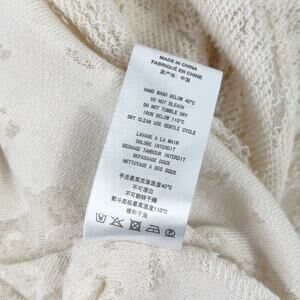 MADE IN CHINA
FABRIQUÉ EN CHINE
原产地：中国
HAND WASH BELOW 40°C
DO NOT BLEACH
DO NOT TUMBLE DRY
IRON BELOW 110°C
DRY CLEAN USE GENTLE CYCLE
LAVAGE A LA MAIN
CHLORE INTERDIT
SECHAGE TAMBOUR INTERDIT
REPASSAGE DOUX
NETTOYAGE A SEC DOUX
手洗最高洗涤温度40°C
不可漂白
不可翻转干燥
熨斗底板最高温度110°C
缓和干洗